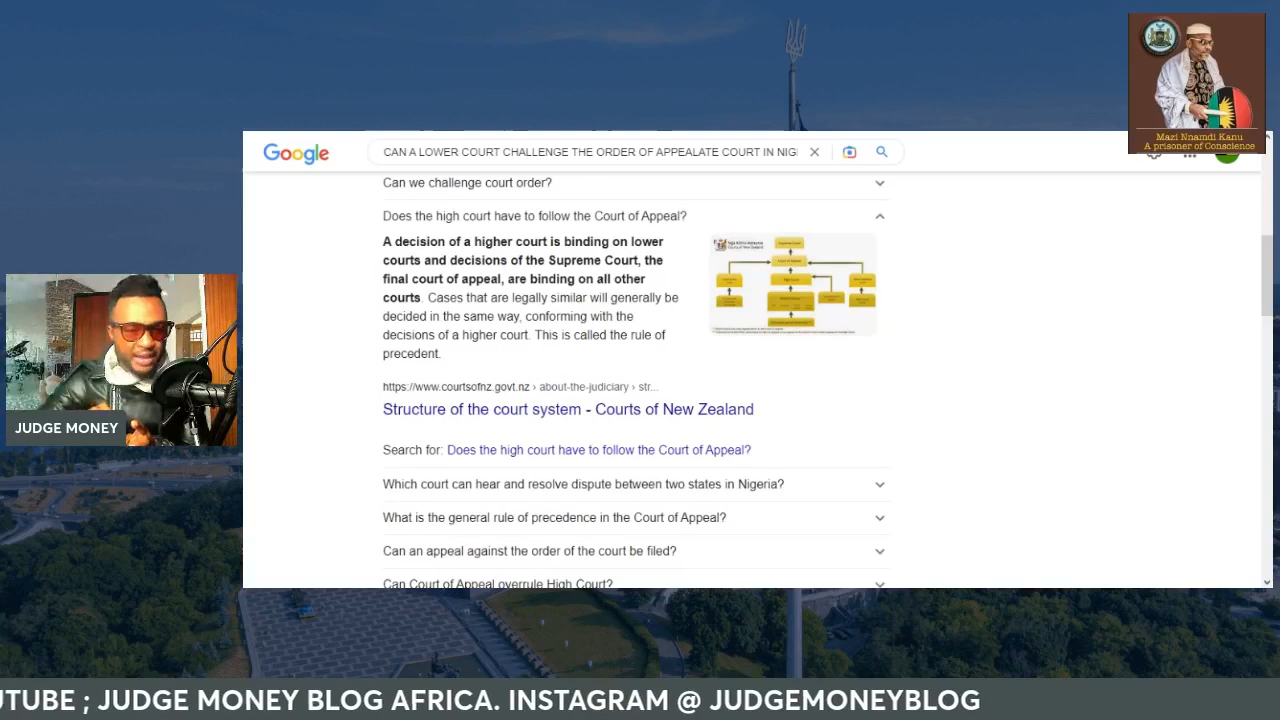 Mazi Nnamdi Kanu
A prisoner of Conscience
Google
CAN A LOWER COURT CHALLENGE THE ORDER OF APPEALATE COURT IN NIG
Can we challenge court order?
Does the high court have to follow the Court of Appeal?
A decision of a higher court is binding on lower
courts and decisions of the Supreme Court, the
final court of appeal, are binding on all other
courts. Cases that are legally similar will generally be
decided in the same way, conforming with the
decisions of a higher court. This is called the rule of
precedent.
https://www.courtsofnz.govt.nz › about-the-judiciary › str...
Structure of the court system - Courts of New Zealand
Search for: Does the high court have to follow the Court of Appeal?
Which court can hear and resolve dispute between two states in Nigeria?
What is the general rule of precedence in the Court of Appeal?
Can an appeal against the order of the court be filed?
Can Court of Appeal overrule High Court?
JUDGE MONEY
UTUBE ; JUDGE MONEY BLOG AFRICA. INSTAGRAM @ JUDGEMONEYBLOG